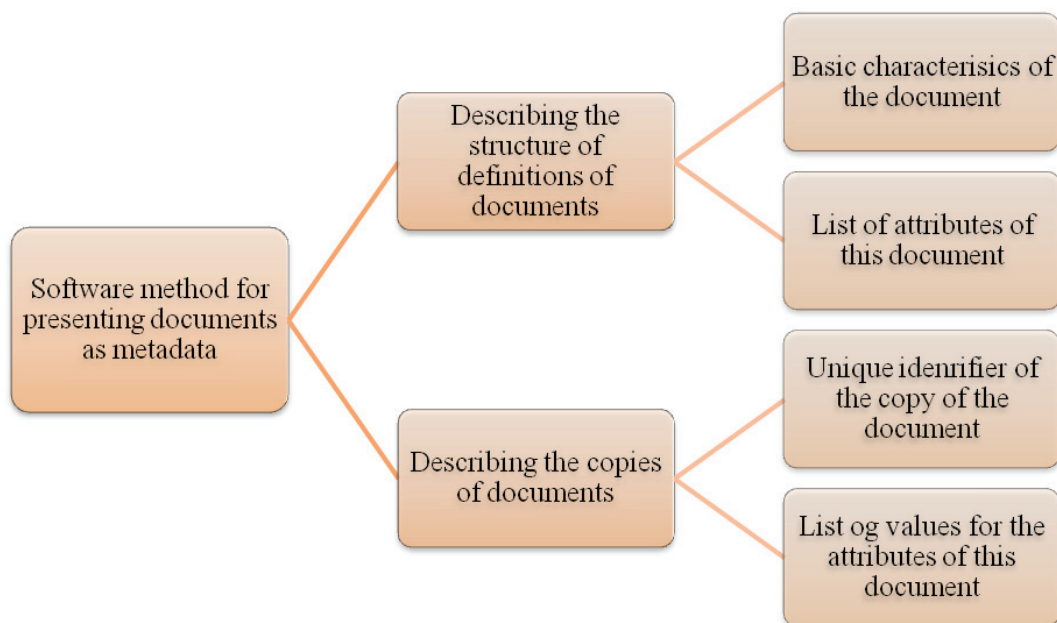 Software method for
presenting documents
as metadata
Describing the
structure of
definitions of
documents
Basic characterisics of
the document
List of attributes of
this document
Describing the copies
of documents
Unique idenrifier of
the copy of the
document
List og values for the
attributes of this
document